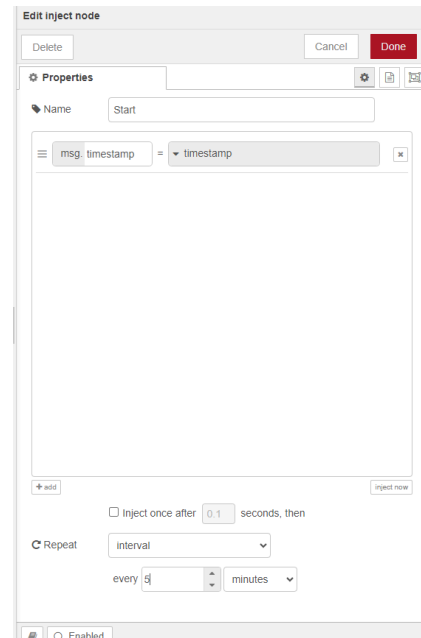 Edit inject node
Delete Cancel Done
Properties
Name Start
msg. timestamp = timestamp
+ add inject now
Inject once after 0.1 seconds, then
Repeat interval
every 5 minutes
Enabled